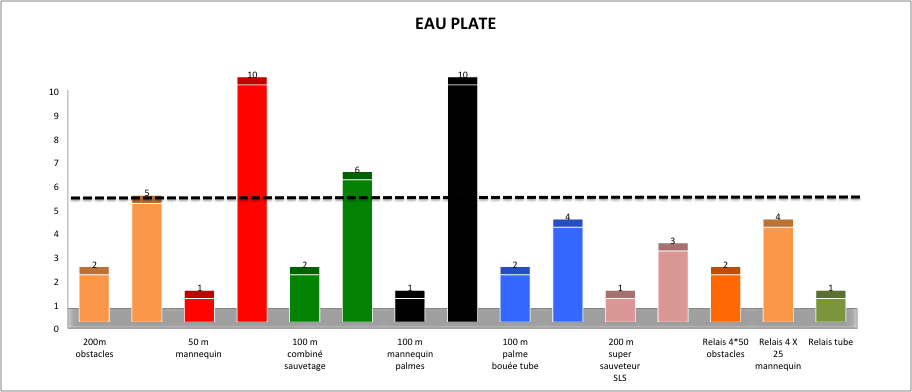 EAU PLATE
10
9
8
7
6
5
4
3
2
1
0
2
5
1
10
2
6
1
10
2
4
1
3
2
4
1
200m
obstacles
50 m
mannequin
100 m
combiné
sauvetage
100 m
mannequin
palmes
100 m
palme
bouée tube
200 m
super
sauveteur
SLS
Relais 4*50
obstacles
Relais 4 X
25
mannequin
Relais tube